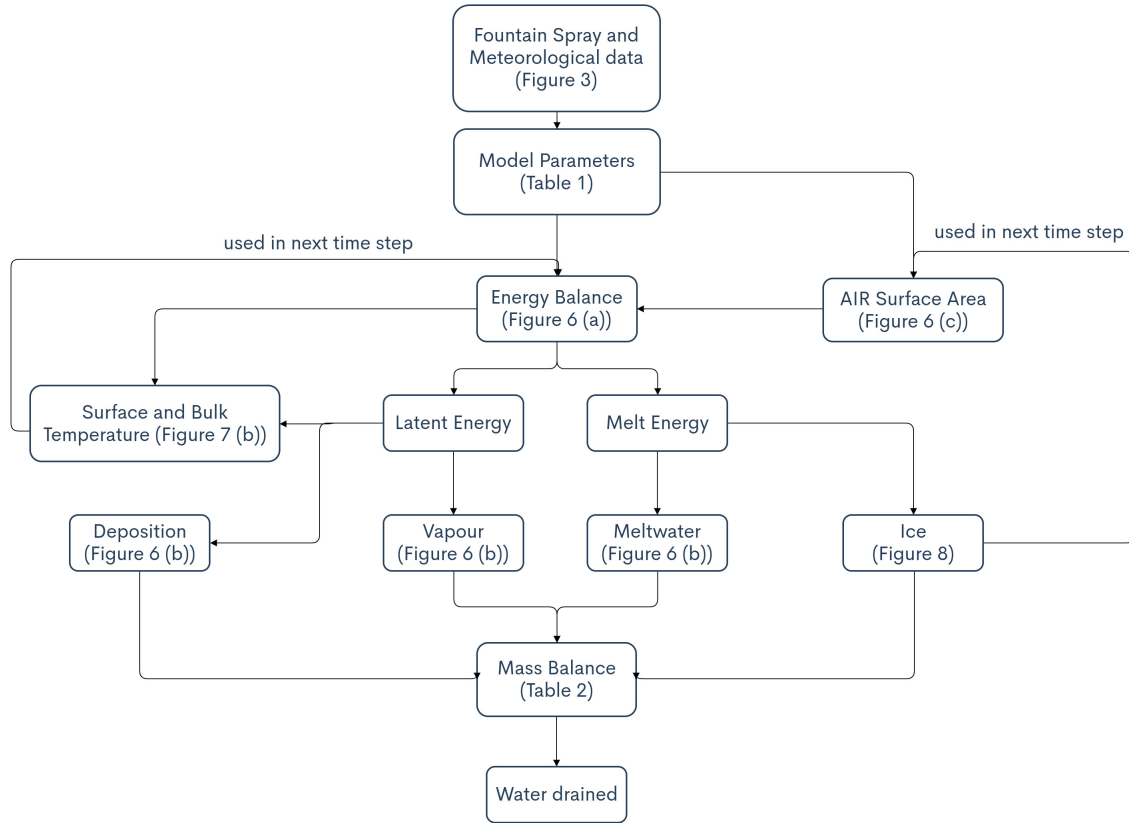 Fountain Spray and
Meteorological data
(Figure 3)
Model Parameters
(Table 1)
used in next time step
used in next time step
Energy Balance
(Figure 6 (a))
AIR Surface Area
(Figure 6 (c))
Surface and Bulk
Temperature (Figure 7 (b))
Latent Energy
Melt Energy
Deposition
(Figure 6 (b))
Vapour
(Figure 6 (b))
Meltwater
(Figure 6 (b))
Ice
(Figure 8)
Mass Balance
(Table 2)
Water drained